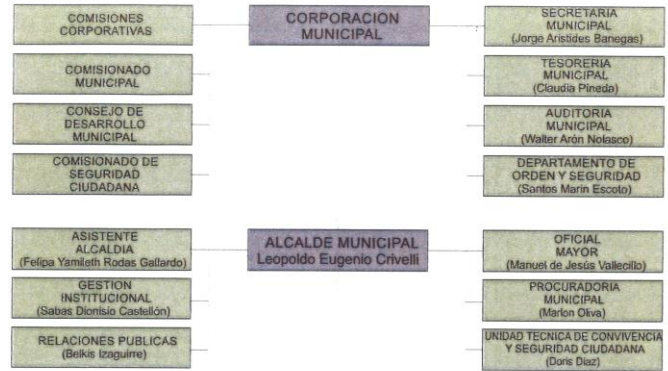 COMISIONES
CORPORATIVAS
CORPORACION
MUNICIPAL
SECRETARIA
MUNICIPAL
(Jorge Aristides Banegas)
COMISIONADO
MUNICIPAL
TESORERIA
MUNICIPAL
(Claudia Pineda)
CONSEJO DE
DESARROLLO
MUNICIPAL
AUDITORIA
MUNICIPAL
(Walter Arón Nolasco)
COMISIONADO DE
SEGURIDAD
CIUDADANA
DEPARTAMENTO DE
ORDEN Y SEGURIDAD
(Santos Marin Escoto)
ASISTENTE
ALCALDIA
(Felipa Yamileth Rodas Gallardo)
ALCALDE MUNICIPAL
Leopoldo Eugenio Crivelli
OFICIAL
MAYOR
(Manuel de Jesús Vallecillo)
GESTION
INSTITUCIONAL
(Sabas Dionisio Castellón)
PROCURADORIA
MUNICIPAL
(Marlon Oliva)
RELACIONES PUBLICAS
(Belkis Izaguirre)
UNIDAD TECNICA DE CONVIVENCIA
Y SEGURIDAD CIUDADANA
(Doris Diaz)